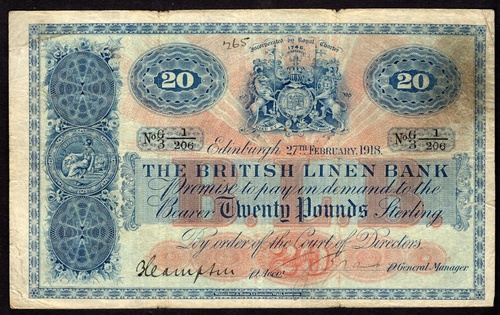 265
Incorporated by Royal Charter
1746
20
20
No G/3 1/206
No G/3 1/206
Edinburgh 27TH FEBRUARY, 1918.
THE BRITISH LINEN BANK
Promise to pay on demand to the
Bearer Twenty Pounds Sterling
By order of the Court of Directors.
p Accot.
p General Manager